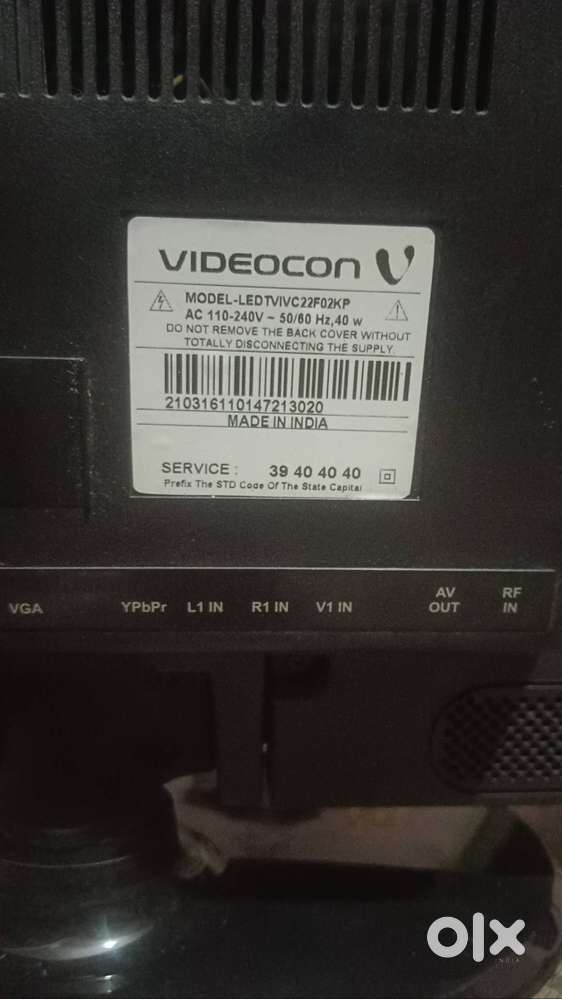 VIDEOCON
MODEL-LEDTVIVC22F02KP
AC 110-240V ~ 50/60 Hz,40 w
DO NOT REMOVE THE BACK COVER WITHOUT
TOTALLY DISCONNECTING THE SUPPLY.
210316110147213020
MADE IN INDIA
SERVICE : 39 40 40 40
Prefix The STD Code Of The State Capital
VGA YPbPr L1 IN R1 IN V1 IN AV OUT RF IN
olx
INDIA